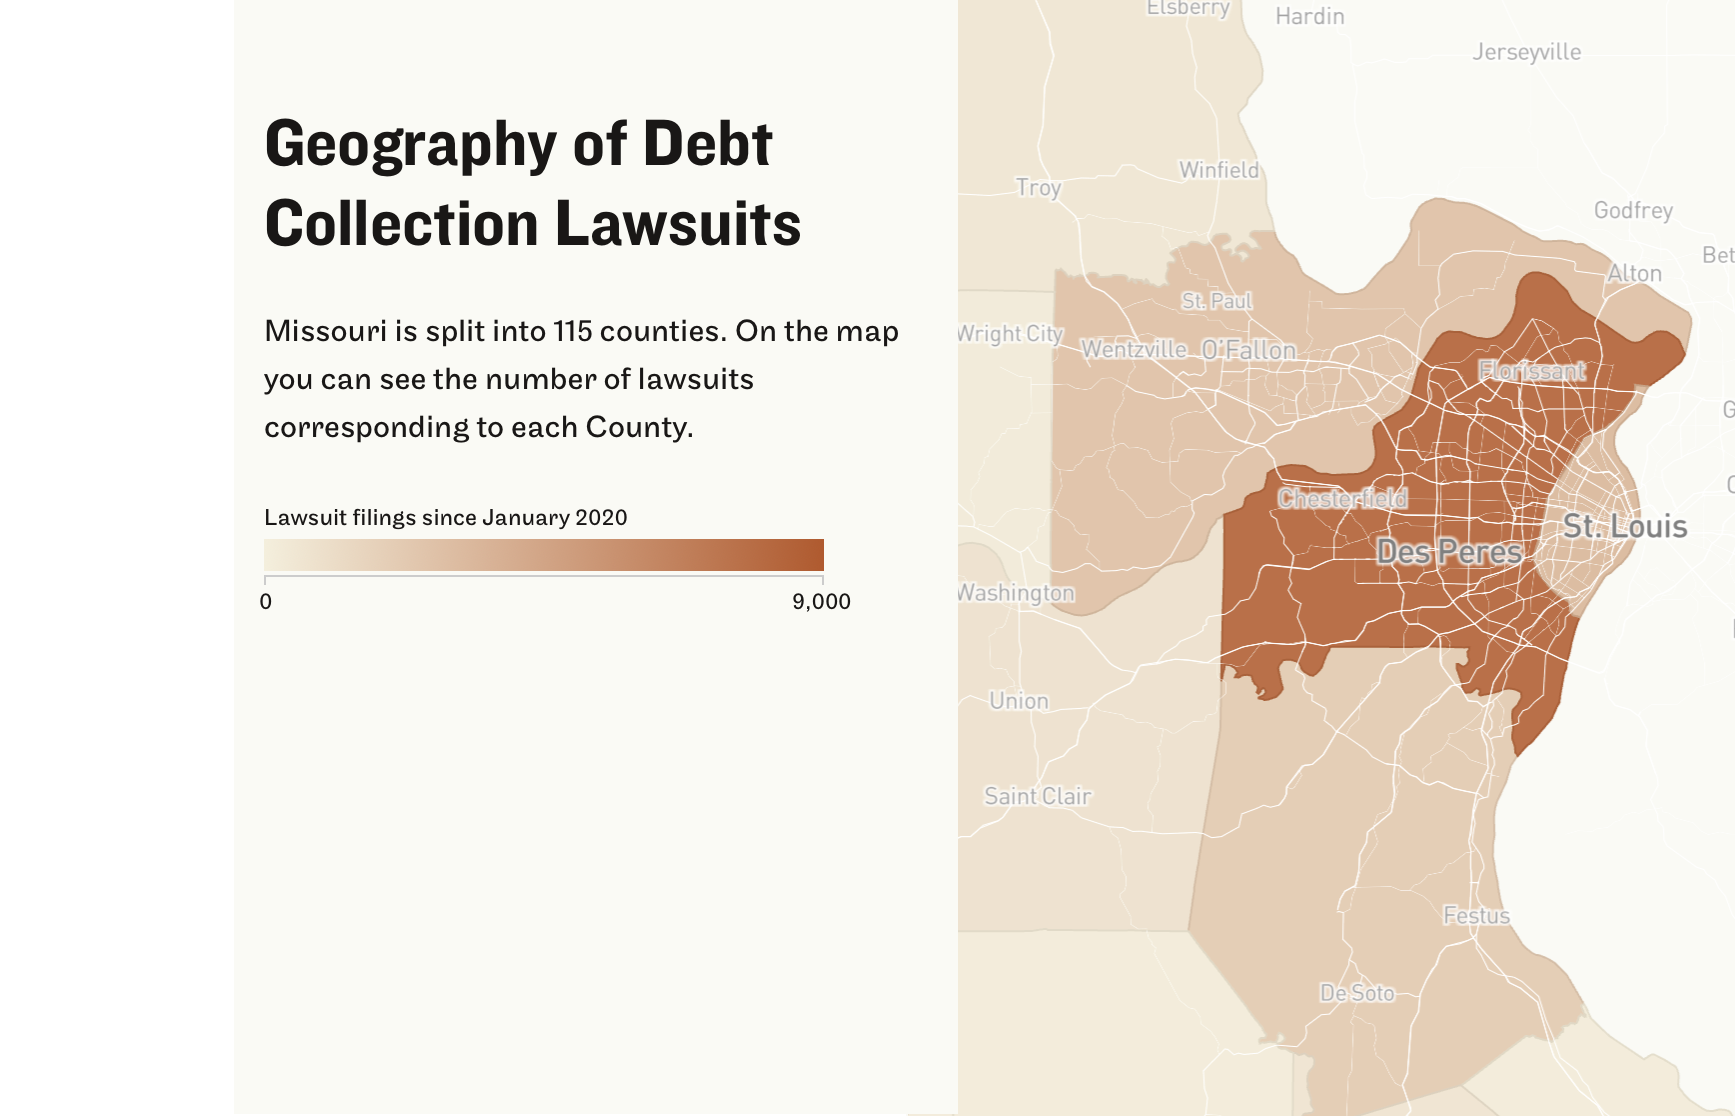 Geography of Debt
Collection Lawsuits
Missouri is split into 115 counties. On the map
you can see the number of lawsuits
corresponding to each County.
Lawsuit filings since January 2020
0
9,000
Elsberry
Hardin
Jerseyville
Winfield
Troy
Godfrey
Bet
Alton
St. Paul
Wright City
Wentzville
O'Fallon
Florissant
Chesterfield
St. Louis
Des Peres
Washington
Union
Saint Clair
Festus
De Soto